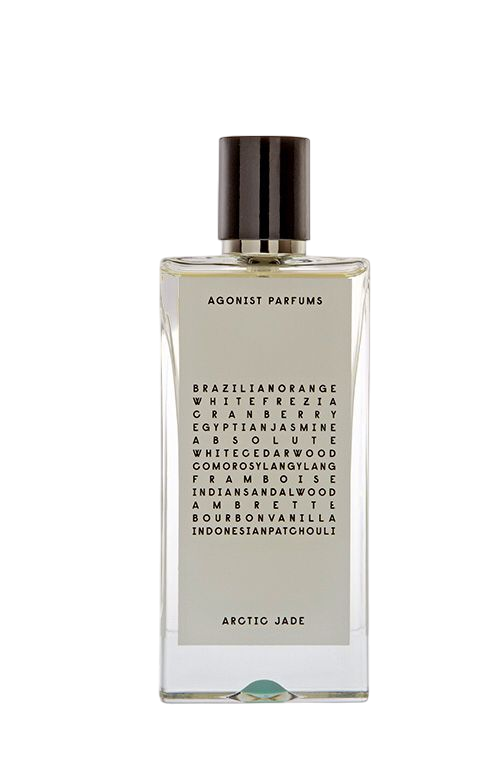 AGONIST PARFUMS
BRAZILIANORANGE
WHITEFREZIA
CRANBERRY
EGYPTIANJASMINE
ABSOLUTE
WHITECEDARWOOD
COMOROSYLANGYLANG
FRAMBOISE
INDIANSANDALWOOD
AMBRETTE
BOURBONVANILLA
INDONESIANPATCHOULI
ARCTIC JADE